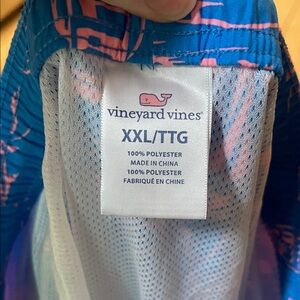 vineyard vines®
XXL/TTG
100% POLYESTER
MADE IN CHINA
100% POLYESTER
FABRIQUÉ EN CHINE